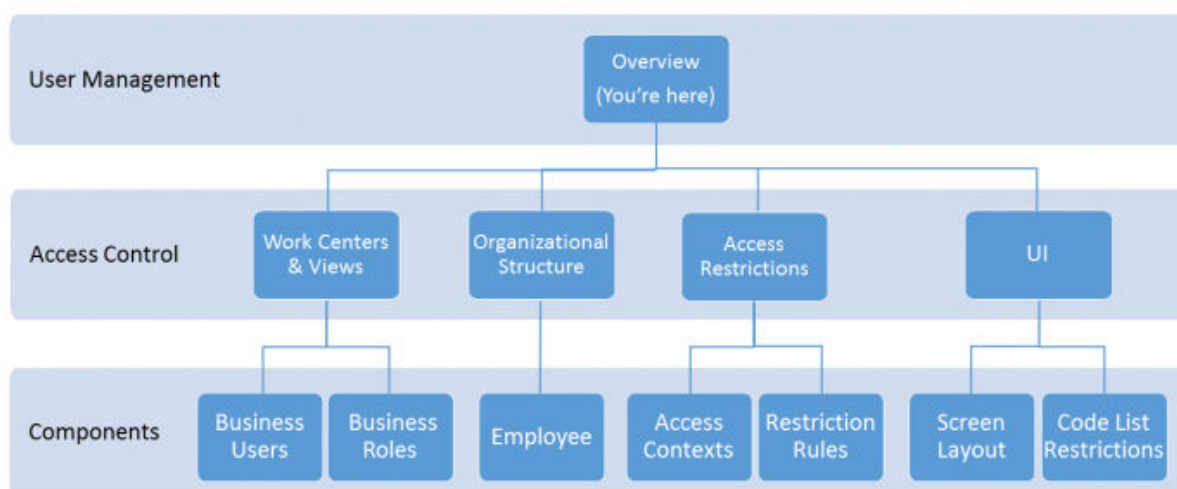 User Management
Overview
(You're here)
Access Control
Work Centers
& Views
Organizational
Structure
Access
Restrictions
UI
Components
Business
Users
Business
Roles
Employee
Access
Contexts
Restriction
Rules
Screen
Layout
Code List
Restrictions